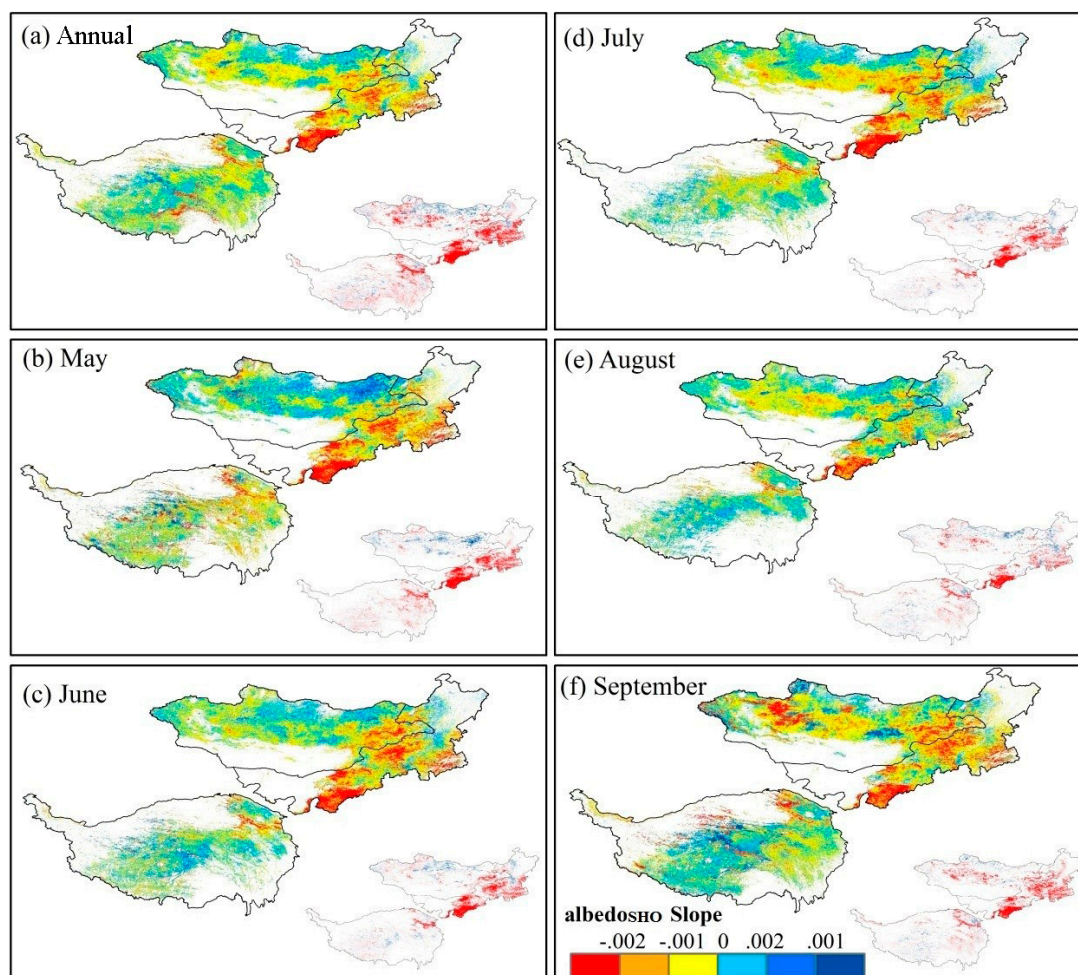 (a) Annual
(d) July
(b) May
(e) August
(c) June
(f) September
albedoSHO Slope
-.002 -.001 0 .002 .001